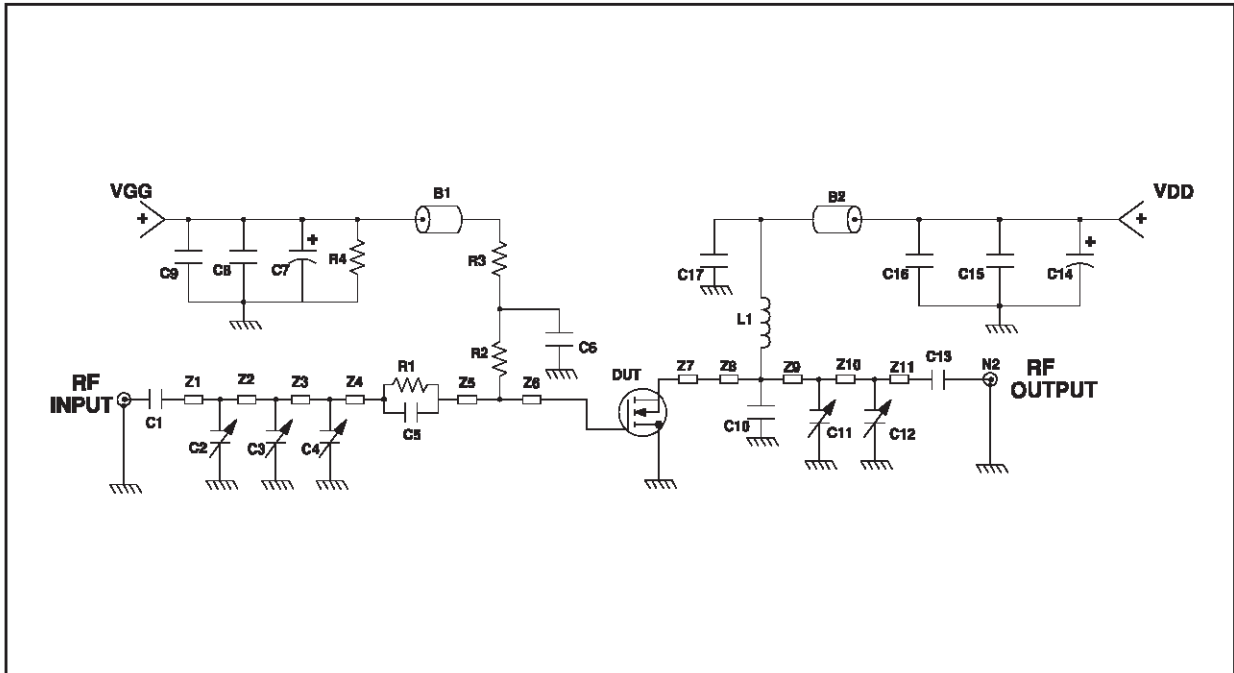 VGG
B1
B2
VDD
C9
C8
C7
+
R4
R3
C17
C16
C15
C14
+
L1
R2
C6
RF
INPUT
C1
Z1
Z2
Z3
Z4
R1
C5
Z5
Z6
DUT
Z7
Z8
Z9
Z10
Z11
C13
N2
RF
OUTPUT
C2
C3
C4
C10
C11
C12
+
+